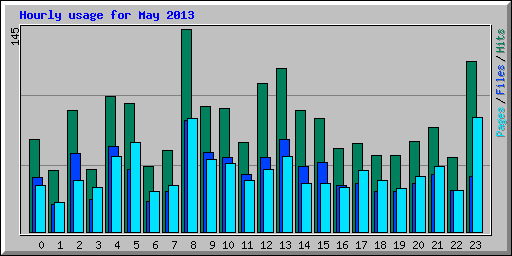 Hourly usage for May 2013
145
Pages/Files/Hits
0 1 2 3 4 5 6 7 8 9 10 11 12 13 14 15 16 17 18 19 20 21 22 23